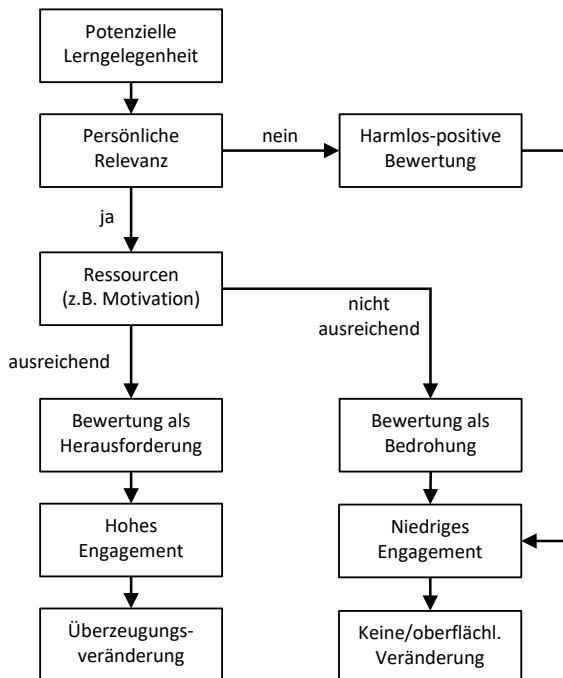 Potenzielle
Lerngelegenheit
Persönliche
Relevanz
nein
Harmlos-positive
Bewertung
ja
Ressourcen
(z.B. Motivation)
nicht
ausreichend
ausreichend
Bewertung als
Herausforderung
Bewertung als
Bedrohung
Hohes
Engagement
Niedriges
Engagement
Überzeugungs-
veränderung
Keine/oberflächl.
Veränderung